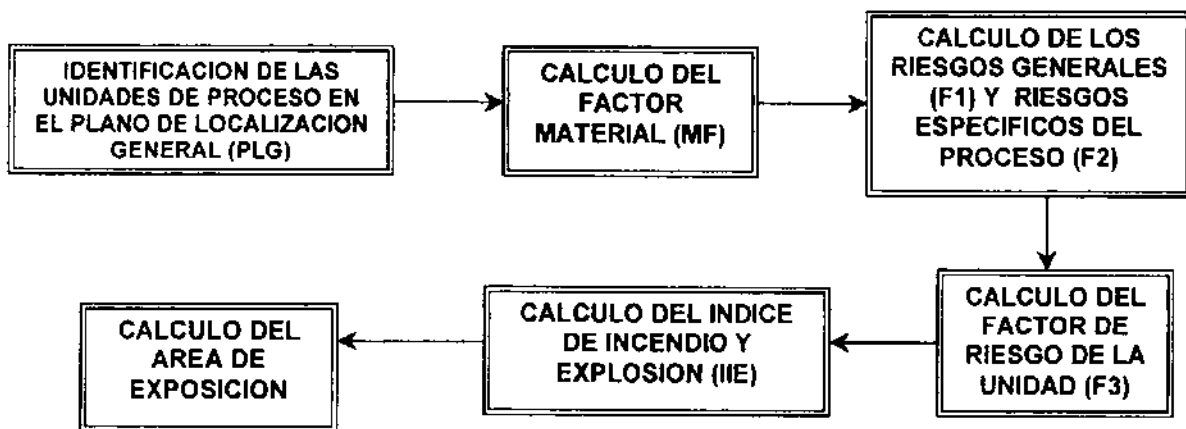 IDENTIFICACION DE LAS
UNIDADES DE PROCESO EN
EL PLANO DE LOCALIZACION
GENERAL (PLG)
CALCULO DEL
FACTOR
MATERIAL (MF)
CALCULO DE LOS
RIESGOS GENERALES
(F1) Y RIESGOS
ESPECIFICOS DEL
PROCESO (F2)
CALCULO DEL
FACTOR DE
RIESGO DE LA
UNIDAD (F3)
CALCULO DEL INDICE
DE INCENDIO Y
EXPLOSION (IIE)
CALCULO DEL
AREA DE
EXPOSICION